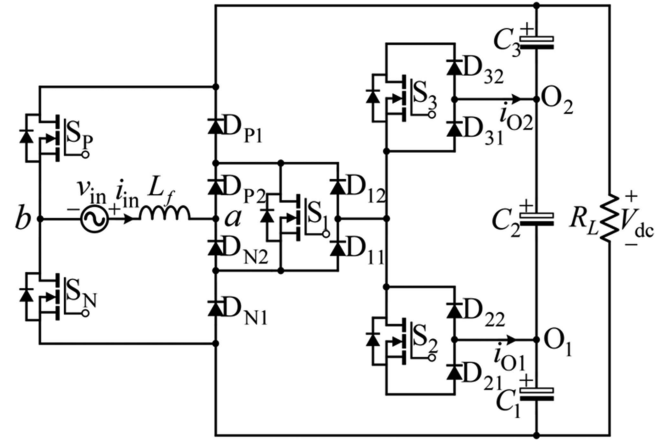 C3
+
S3
D32
iO2
O2
D31
SP
DP1
vin
iin
Lf
DP2
S1
D12
b
−
+
a
C2
+
RL
+
Vdc
−
DN2
D11
SN
DN1
S2
D22
iO1
O1
D21
C1
+